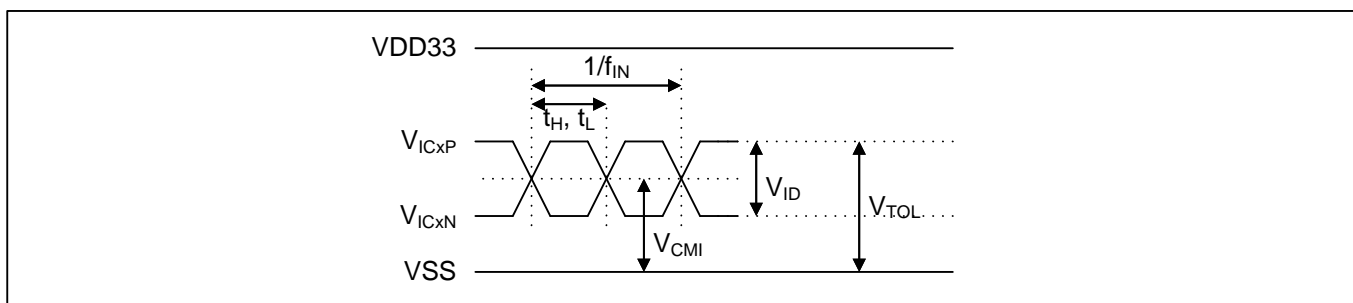 VDD33
1/fIN
tH, tL
VICxP
VID
VTOL
VICxN
VCMI
VSS